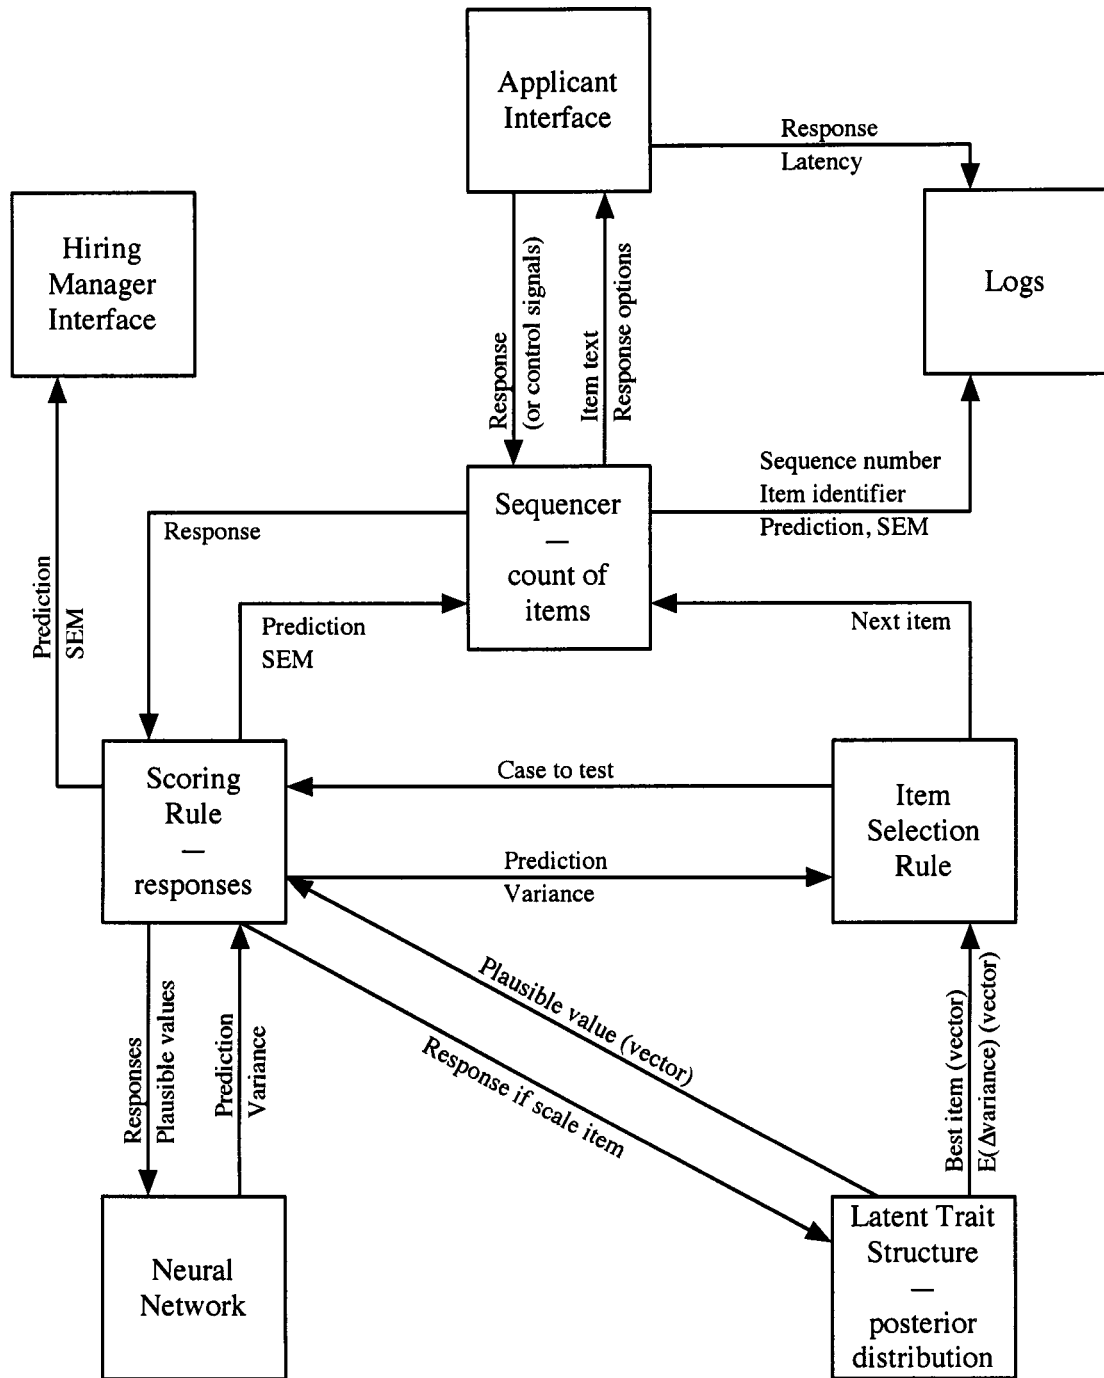 Applicant
Interface
Response
Latency
Hiring
Manager
Interface
Logs
Response
(or control signals)
Item text
Response options
Sequencer
—
count of
items
Sequence number
Item identifier
Prediction, SEM
Response
Prediction
SEM
Prediction
SEM
Next item
Scoring
Rule
—
responses
Case to test
Item
Selection
Rule
Prediction
Variance
Plausible value (vector)
Response if scale item
Responses
Plausible values
Prediction
Variance
Best item (vector)
E(Δvariance) (vector)
Neural
Network
Latent Trait
Structure
—
posterior
distribution